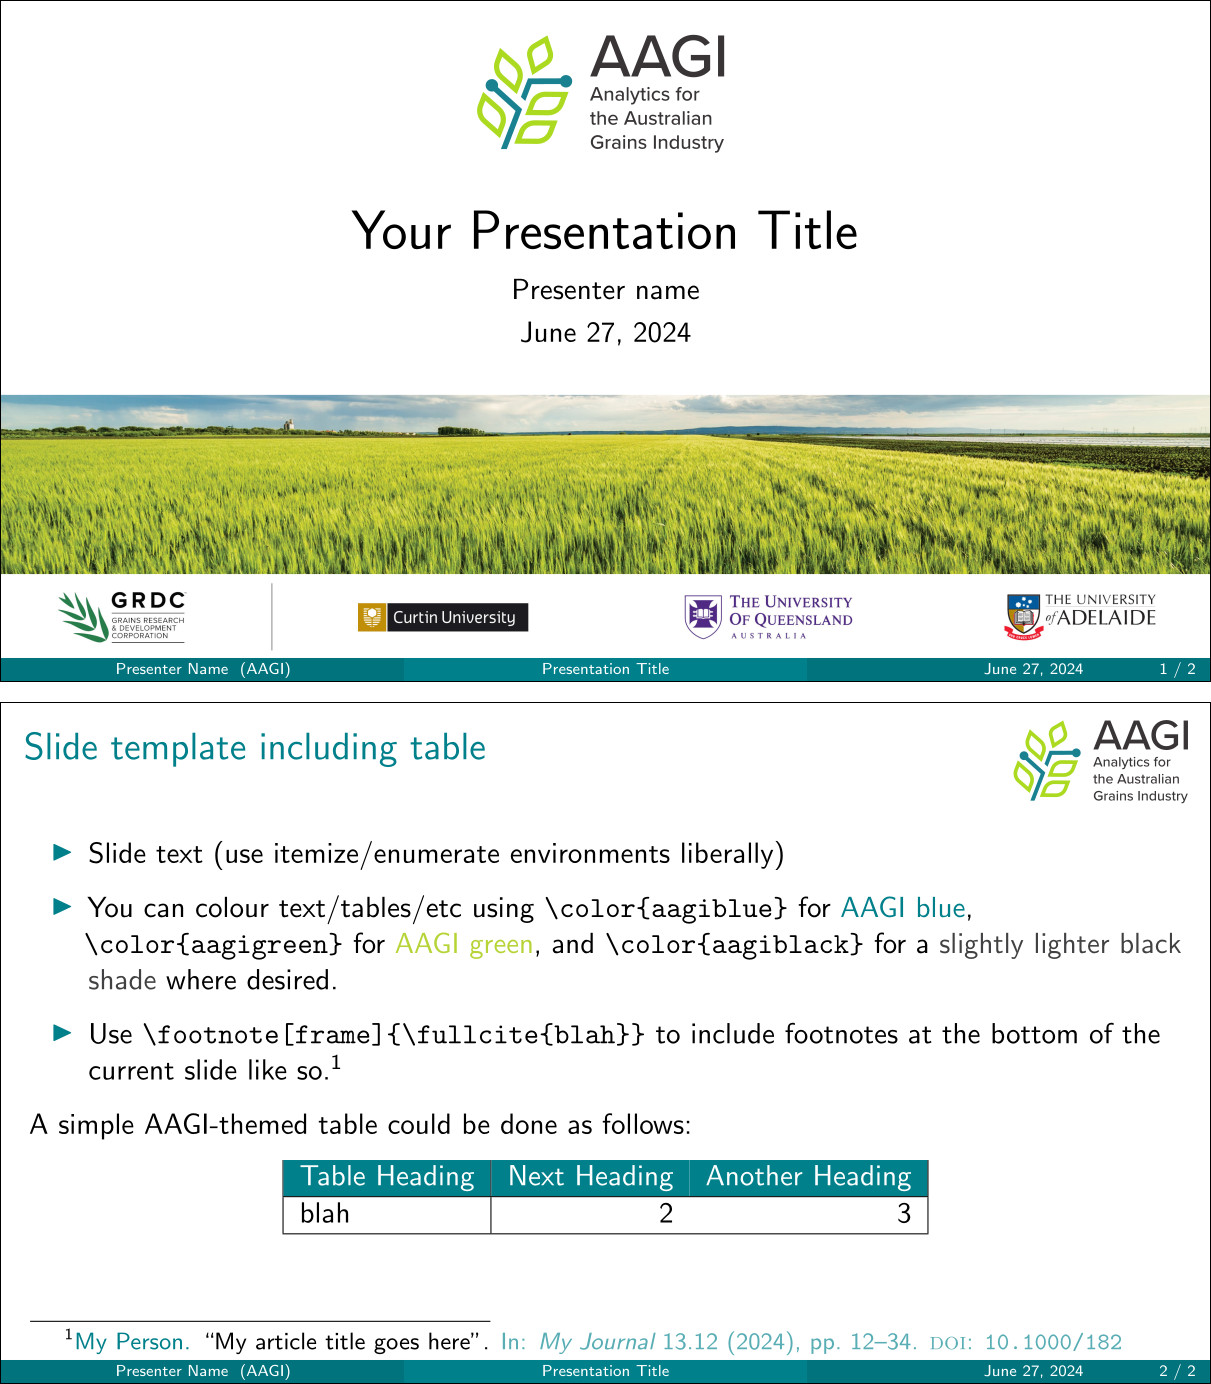 AAGI
Analytics for
the Australian
Grains Industry
Your Presentation Title
Presenter name
June 27, 2024
GRDC
GRAINS RESEARCH
& DEVELOPMENT
CORPORATION
Curtin University
THE UNIVERSITY
OF QUEENSLAND
AUSTRALIA
THE UNIVERSITY
of ADELAIDE
Presenter Name (AAGI) Presentation Title June 27, 2024 1 / 2
Slide template including table
AAGI
Analytics for
the Australian
Grains Industry
Slide text (use itemize/enumerate environments liberally)
You can colour text/tables/etc using \color{aagiblue} for AAGI blue,
\color{aagigreen} for AAGI green, and \color{aagiblack} for a slightly lighter black
shade where desired.
Use \footnote[frame]{\fullcite{blah}} to include footnotes at the bottom of the
current slide like so.1
A simple AAGI-themed table could be done as follows:
Table Heading Next Heading Another Heading
blah 2 3
1My Person. “My article title goes here”. In: My Journal 13.12 (2024), pp. 12–34. DOI: 10.1000/182
Presenter Name (AAGI) Presentation Title June 27, 2024 2 / 2